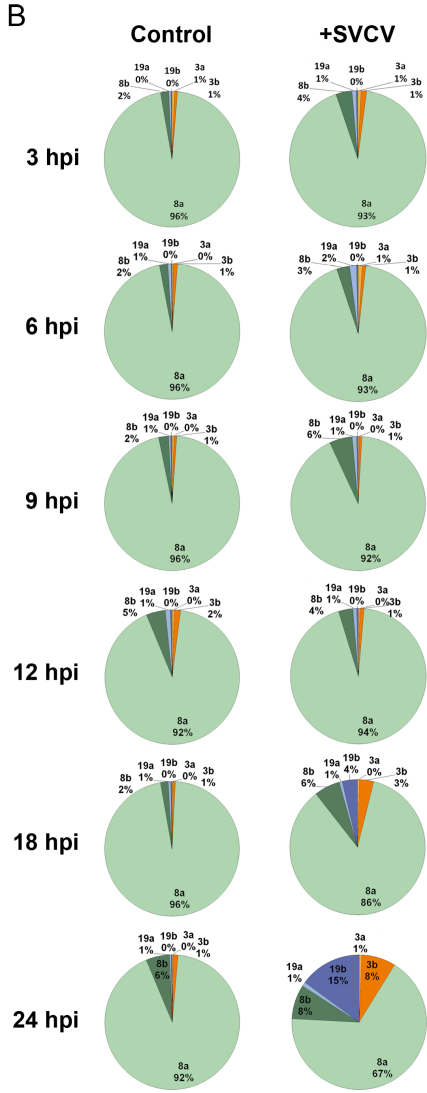 B
Control +SVCV
3 hpi
19a 19b 3a
0% 0% 1%
8b 3b
2% 1%
8a
96%
19a 19b 3a
1% 0% 1%
8b 3b
4% 1%
8a
93%
6 hpi
19a 19b 3a
1% 0% 0%
8b 3b
2% 1%
8a
96%
19a 19b 3a
2% 0% 1%
8b 3b
3% 1%
8a
93%
9 hpi
19a 19b 3a
1% 0% 0%
8b 3b
2% 1%
8a
96%
19a 19b 3a
1% 0% 0%
8b 3b
6% 1%
8a
92%
12 hpi
19a 19b 3a
1% 0% 0%
8b 3b
5% 2%
8a
92%
19a 19b 3a
1% 0% 0%
8b 3b
4% 1%
8a
94%
18 hpi
19a 19b 3a
1% 0% 0%
8b 3b
2% 1%
8a
96%
19a 19b 3a
1% 4% 0%
8b 3b
6% 3%
8a
86%
24 hpi
19a 19b 3a 3b
1% 0% 0% 1%
8b
6%
8a
92%
3a
1%
19a 19b 3b
1% 15% 8%
8b
8%
8a
67%